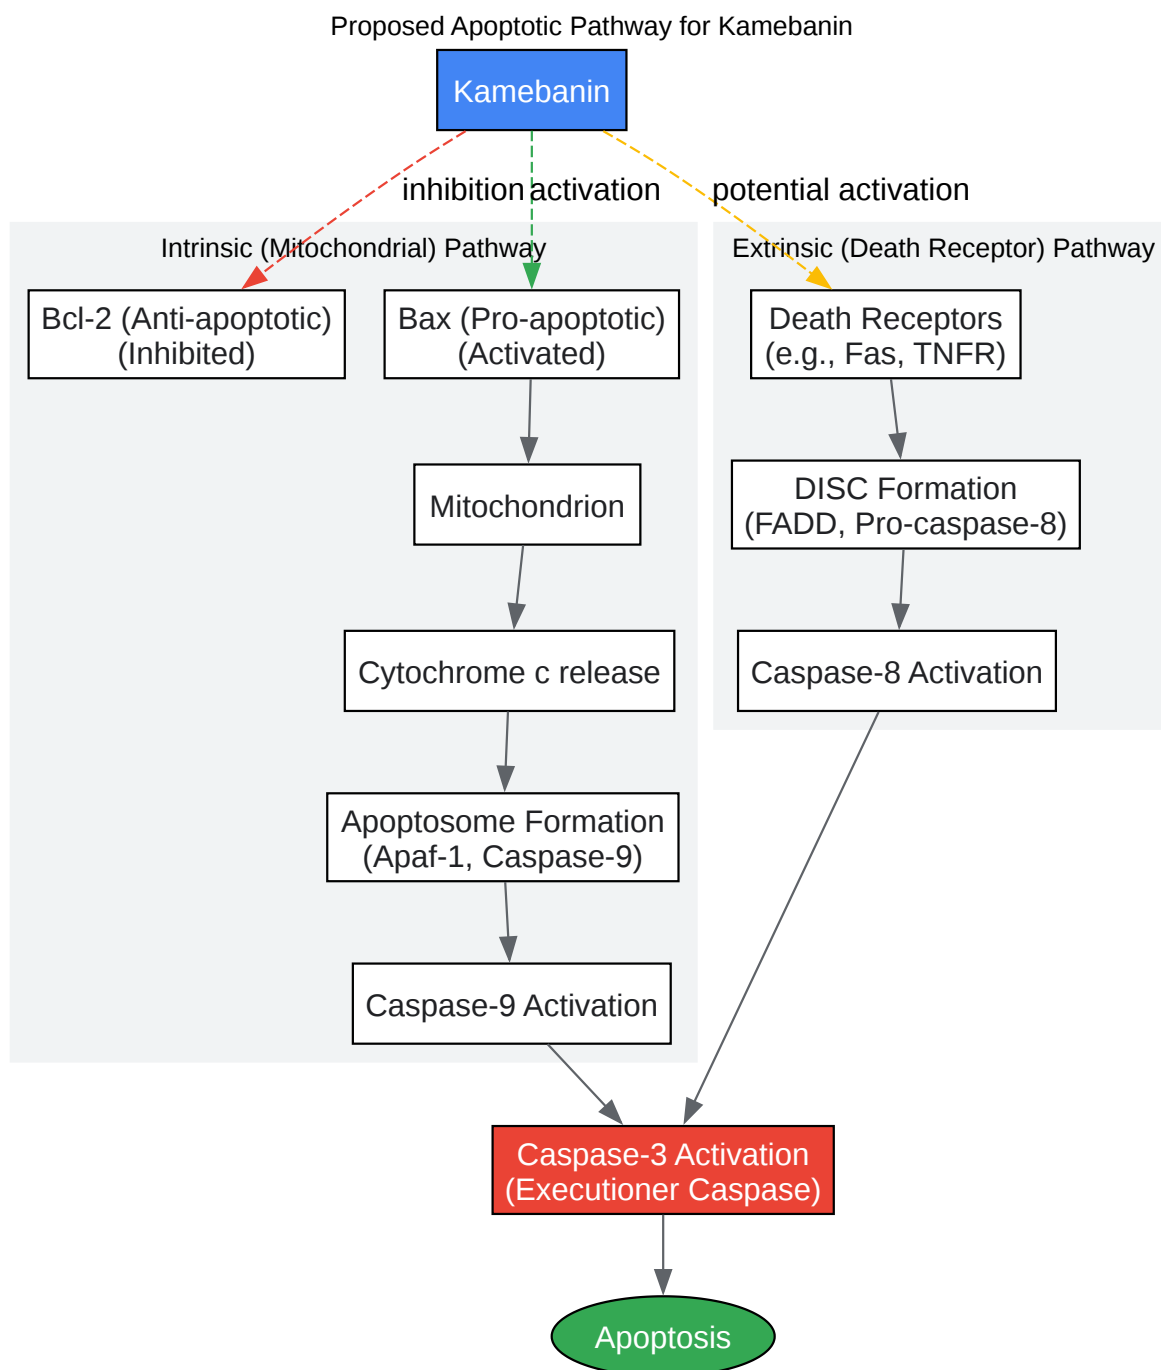 Proposed Apoptotic Pathway for Kamebanin
Kamebanin
inhibition
activation
potential activation
Intrinsic (Mitochondrial) Pathway
Extrinsic (Death Receptor) Pathway
Bcl-2 (Anti-apoptotic)
(Inhibited)
Bax (Pro-apoptotic)
(Activated)
Death Receptors
(e.g., Fas, TNFR)
Mitochondrion
DISC Formation
(FADD, Pro-caspase-8)
Cytochrome c release
Caspase-8 Activation
Apoptosome Formation
(Apaf-1, Caspase-9)
Caspase-9 Activation
Caspase-3 Activation
(Executioner Caspase)
Apoptosis